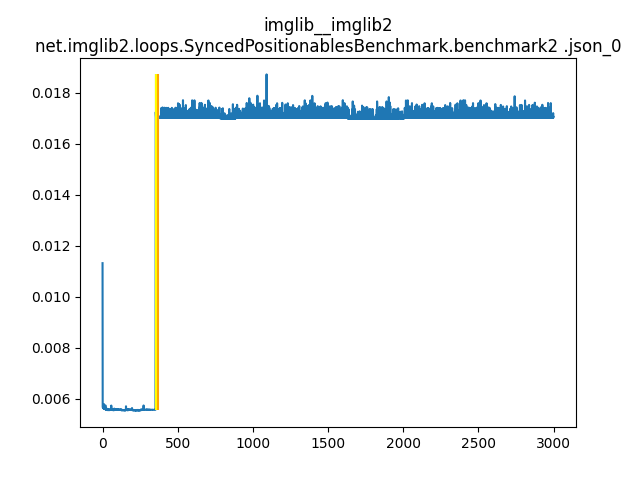 imglib__imglib2
net.imglib2.loops.SyncedPositionablesBenchmark.benchmark2 .json_0
0.018
0.016
0.014
0.012
0.010
0.008
0.006
0 500 1000 1500 2000 2500 3000